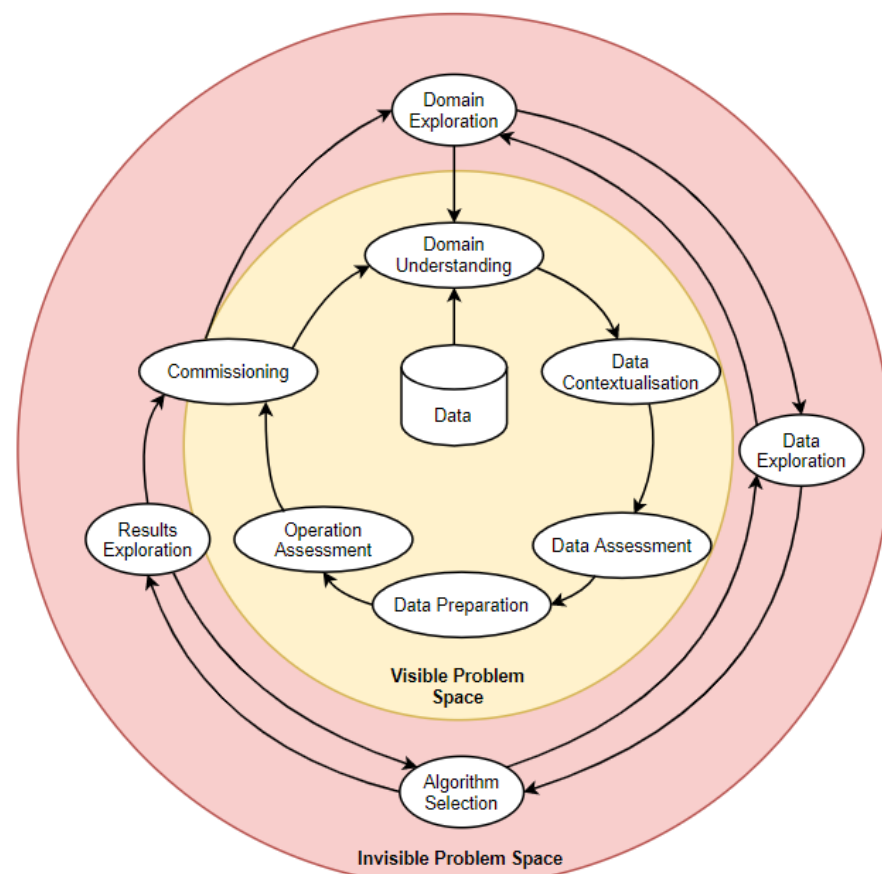 Domain
Exploration
Domain
Understanding
Commissioning
Data
Contextualisation
Data
Data
Exploration
Results
Exploration
Operation
Assessment
Data Assessment
Data Preparation
Visible Problem
Space
Algorithm
Selection
Invisible Problem Space